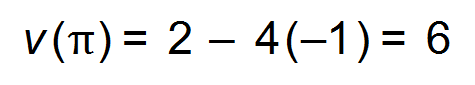 v(π) = 2 – 4(–1) = 6